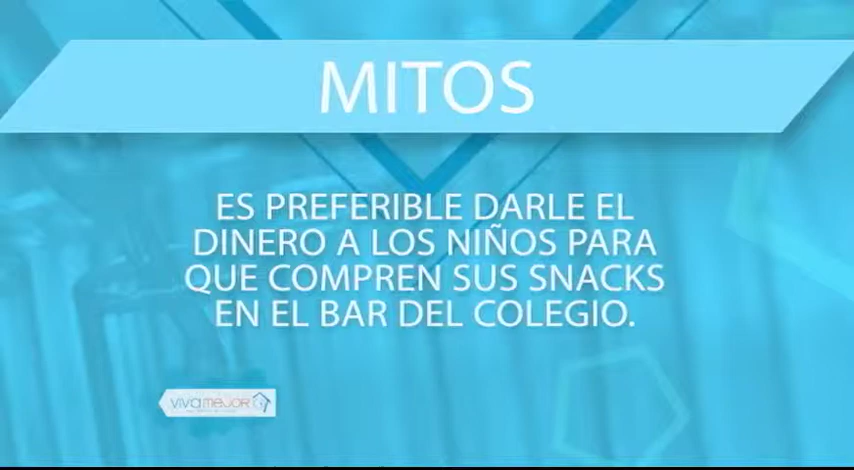 MITOS
ES PREFERIBLE DARLE EL
DINERO A LOS NIÑOS PARA
QUE COMPREN SUS SNACKS
EN EL BAR DEL COLEGIO.
vivamejor